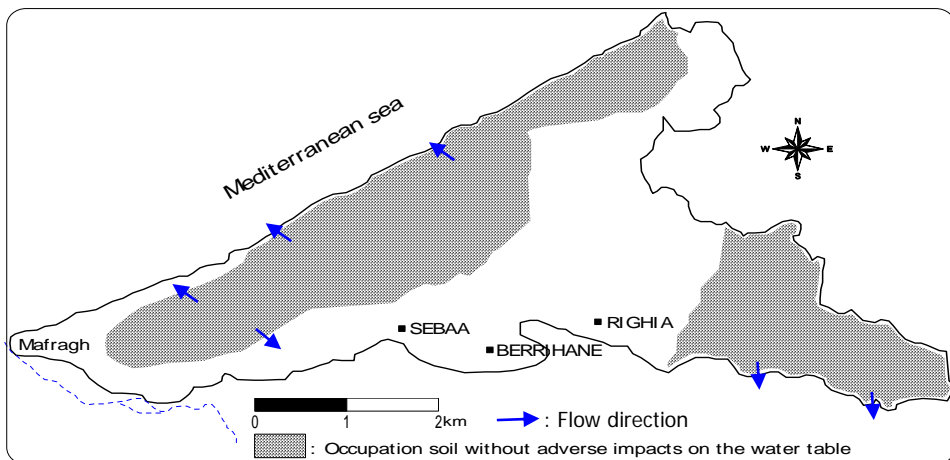 Mediterranean sea
N
W E
S
SEBAA
RIGHIA
Mafragh
BERRIHANE
0 1 2km
: Flow direction
: Occupation soil without adverse impacts on the water table